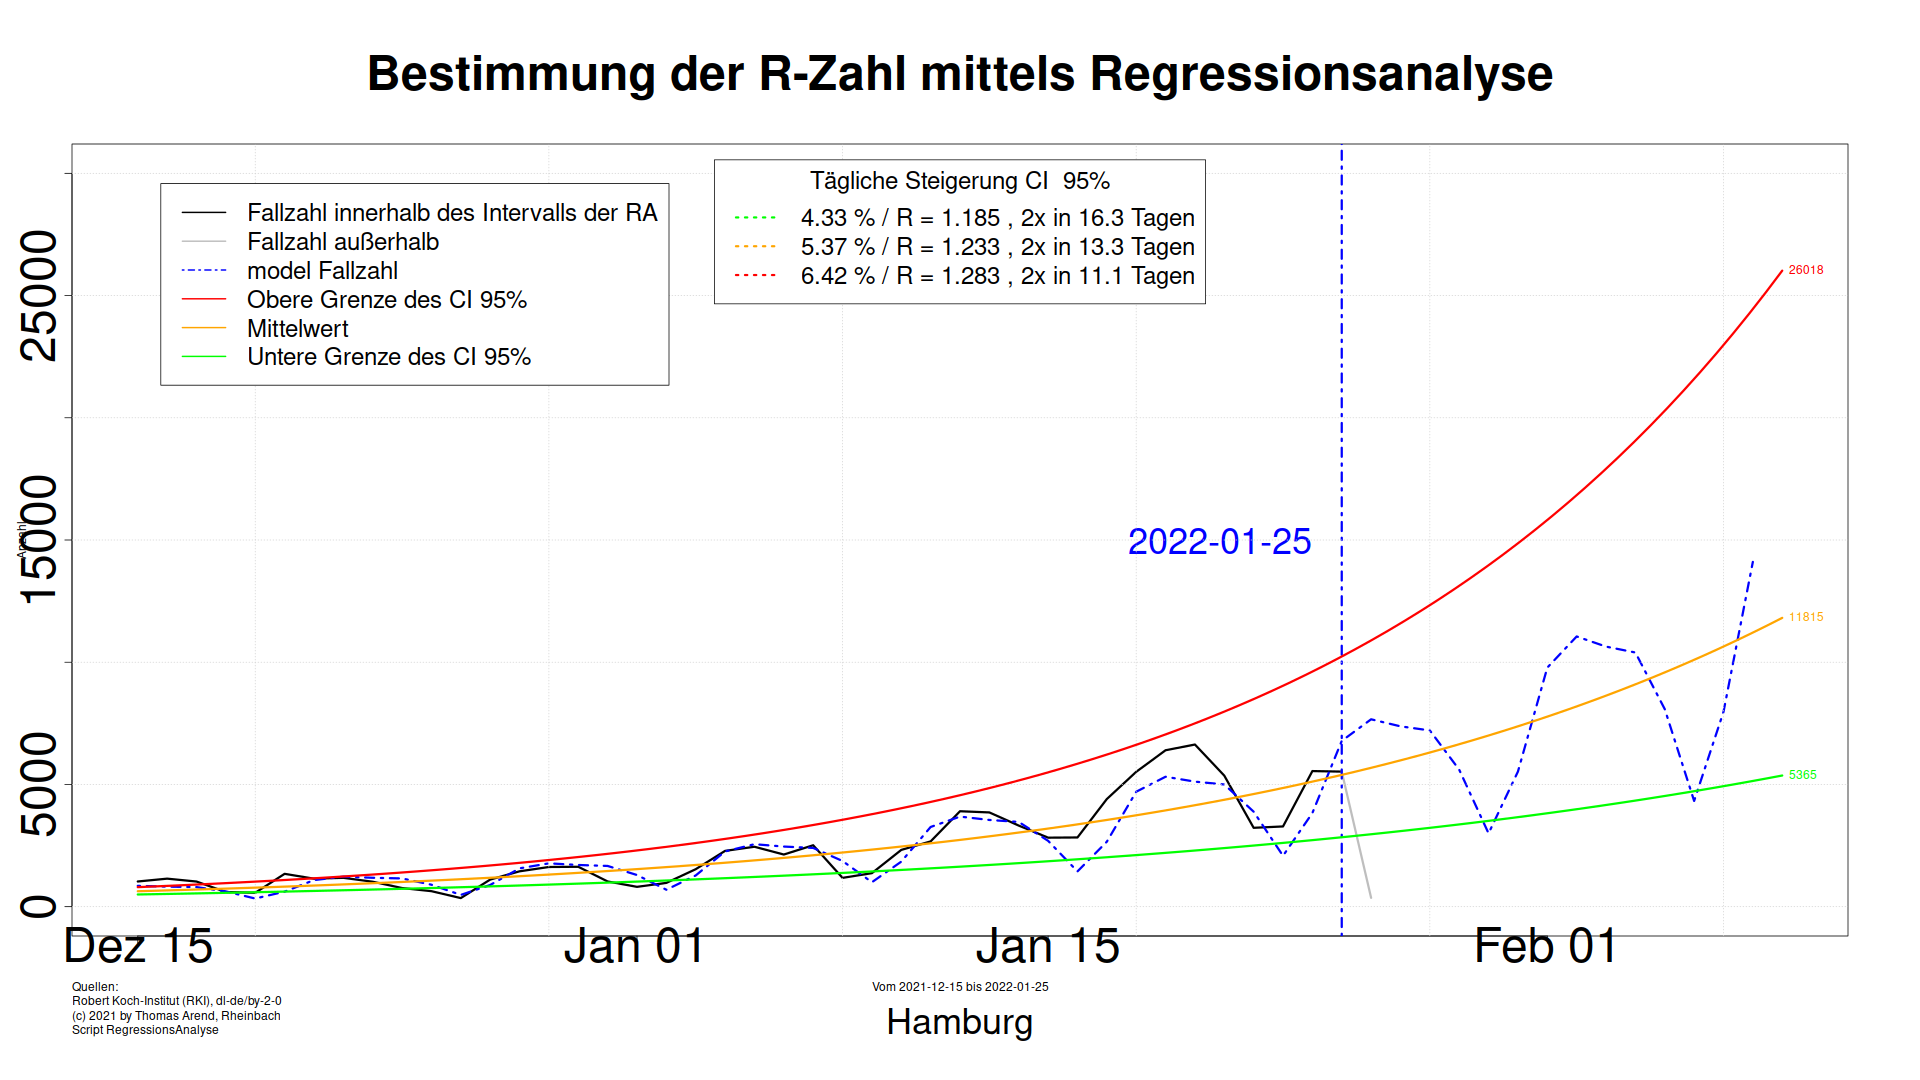 Bestimmung der R-Zahl mittels Regressionsanalyse
Fallzahl innerhalb des Intervalls der RA
Fallzahl außerhalb
model Fallzahl
Obere Grenze des CI 95%
Mittelwert
Untere Grenze des CI 95%
Tägliche Steigerung CI  95%
4.33 % / R = 1.185 , 2x in 16.3 Tagen
5.37 % / R = 1.233 , 2x in 13.3 Tagen
6.42 % / R = 1.283 , 2x in 11.1 Tagen
25000
15000
5000
0
Anzahl
2022-01-25
26018
11815
5365
Dez 15
Jan 01
Jan 15
Feb 01
Quellen:
Robert Koch-Institut (RKI), dl-de/by-2-0
(c) 2021 by Thomas Arend, Rheinbach
Script RegressionsAnalyse
Vom 2021-12-15 bis 2022-01-25
Hamburg